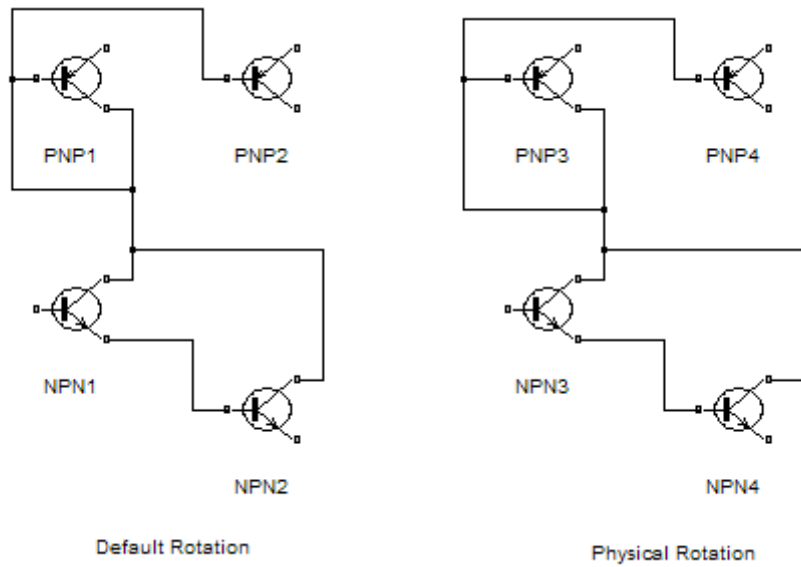 PNP1 PNP2 PNP3 PNP4
NPN1 NPN3
NPN2 NPN4
Default Rotation
Physical Rotation